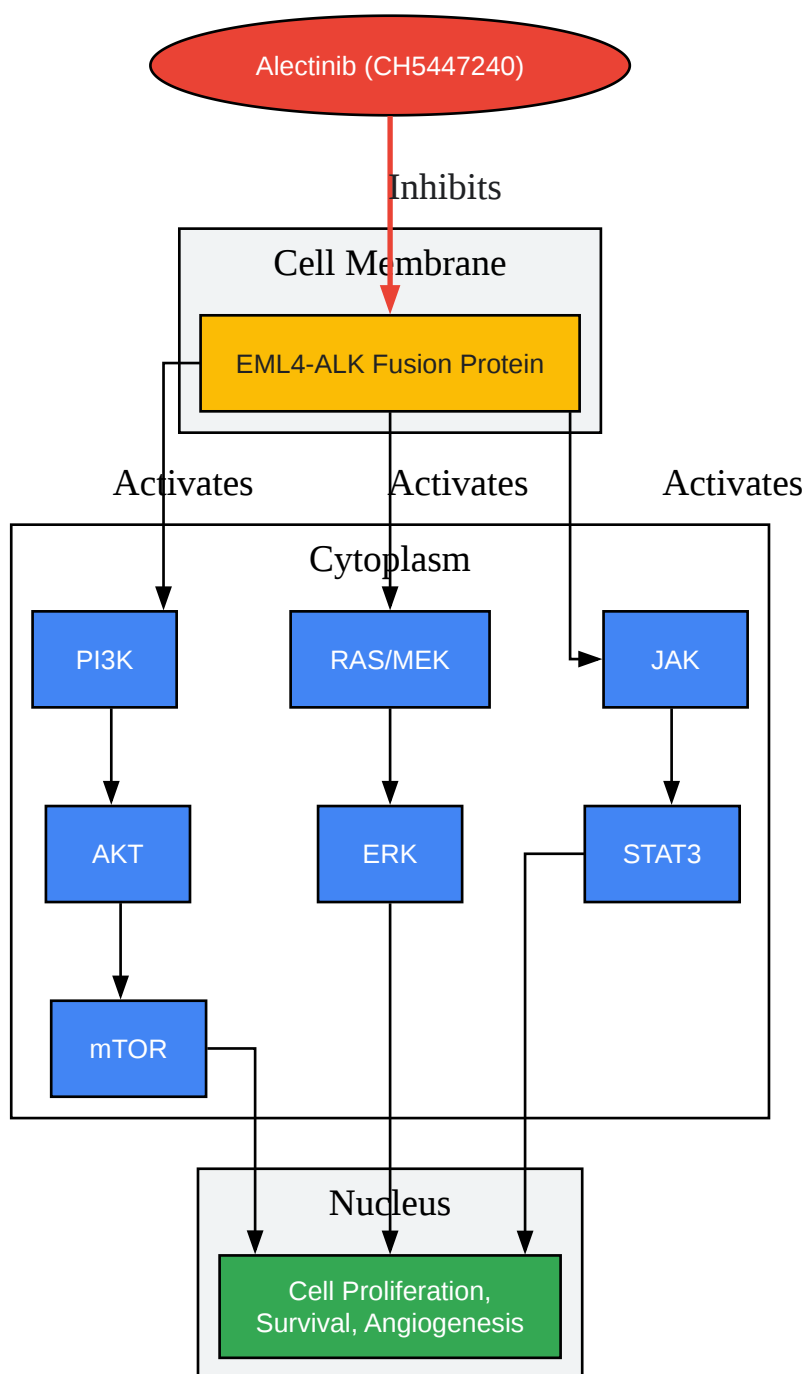 Alectinib (CH5447240)
Inhibits
Cell Membrane
EML4-ALK Fusion Protein
Activates
Activates
Activates
Cytoplasm
PI3K
RAS/MEK
JAK
AKT
ERK
STAT3
mTOR
Nucleus
Cell Proliferation,
Survival, Angiogenesis